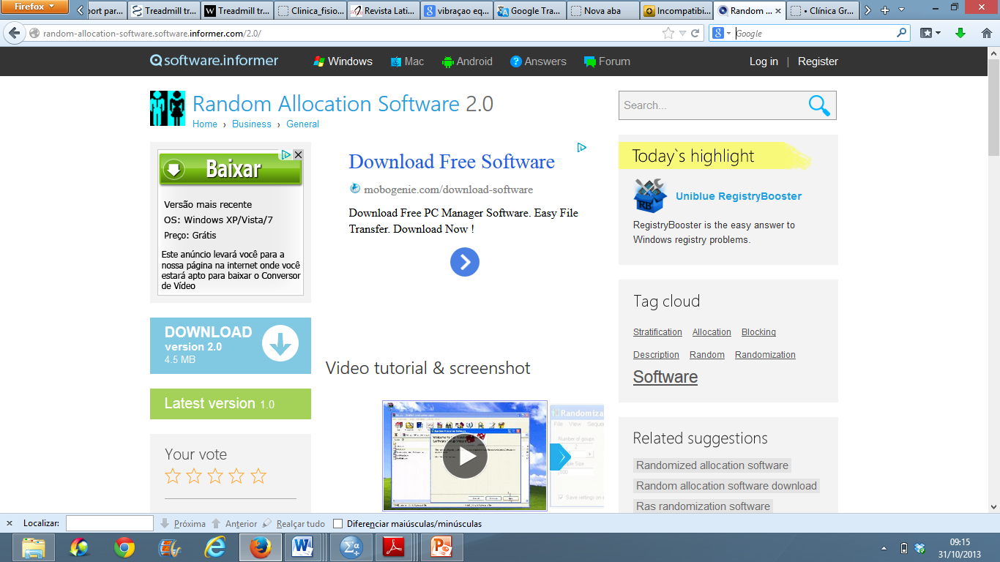 Firefox
port par...
Treadmill tr...
Treadmill tr...
Clinica_fisio...
Revista Lati...
vibraçao eq...
Google Tra...
Nova aba
Incompatibi...
Random ...
• Clínica Gr...
random-allocation-software.software.informer.com/2.0/
Google
software.informer
Windows
Mac
Android
Answers
Forum
Log in | Register
Random Allocation Software 2.0
Home › Business › General
Search...
Baixar
Versão mais recente
OS: Windows XP/Vista/7
Preço: Grátis
Este anúncio levará você para a
nossa página na internet onde você
estará apto para baixar o Conversor
de Vídeo
Download Free Software
mobogenie.com/download-software
Download Free PC Manager Software. Easy File
Transfer. Download Now !
Today`s highlight
Uniblue RegistryBooster
RegistryBooster is the easy answer to
Windows registry problems.
DOWNLOAD
version 2.0
4.5 MB
Latest version 1.0
Your vote
Video tutorial & screenshot
Tag cloud
Stratification Allocation Blocking
Description Random Randomization
Software
Related suggestions
Randomized allocation software
Random allocation software download
Ras randomization software
Localizar:
Próxima
Anterior
Realçar tudo
Diferenciar maiúsculas/minúsculas
09:15
31/10/2013